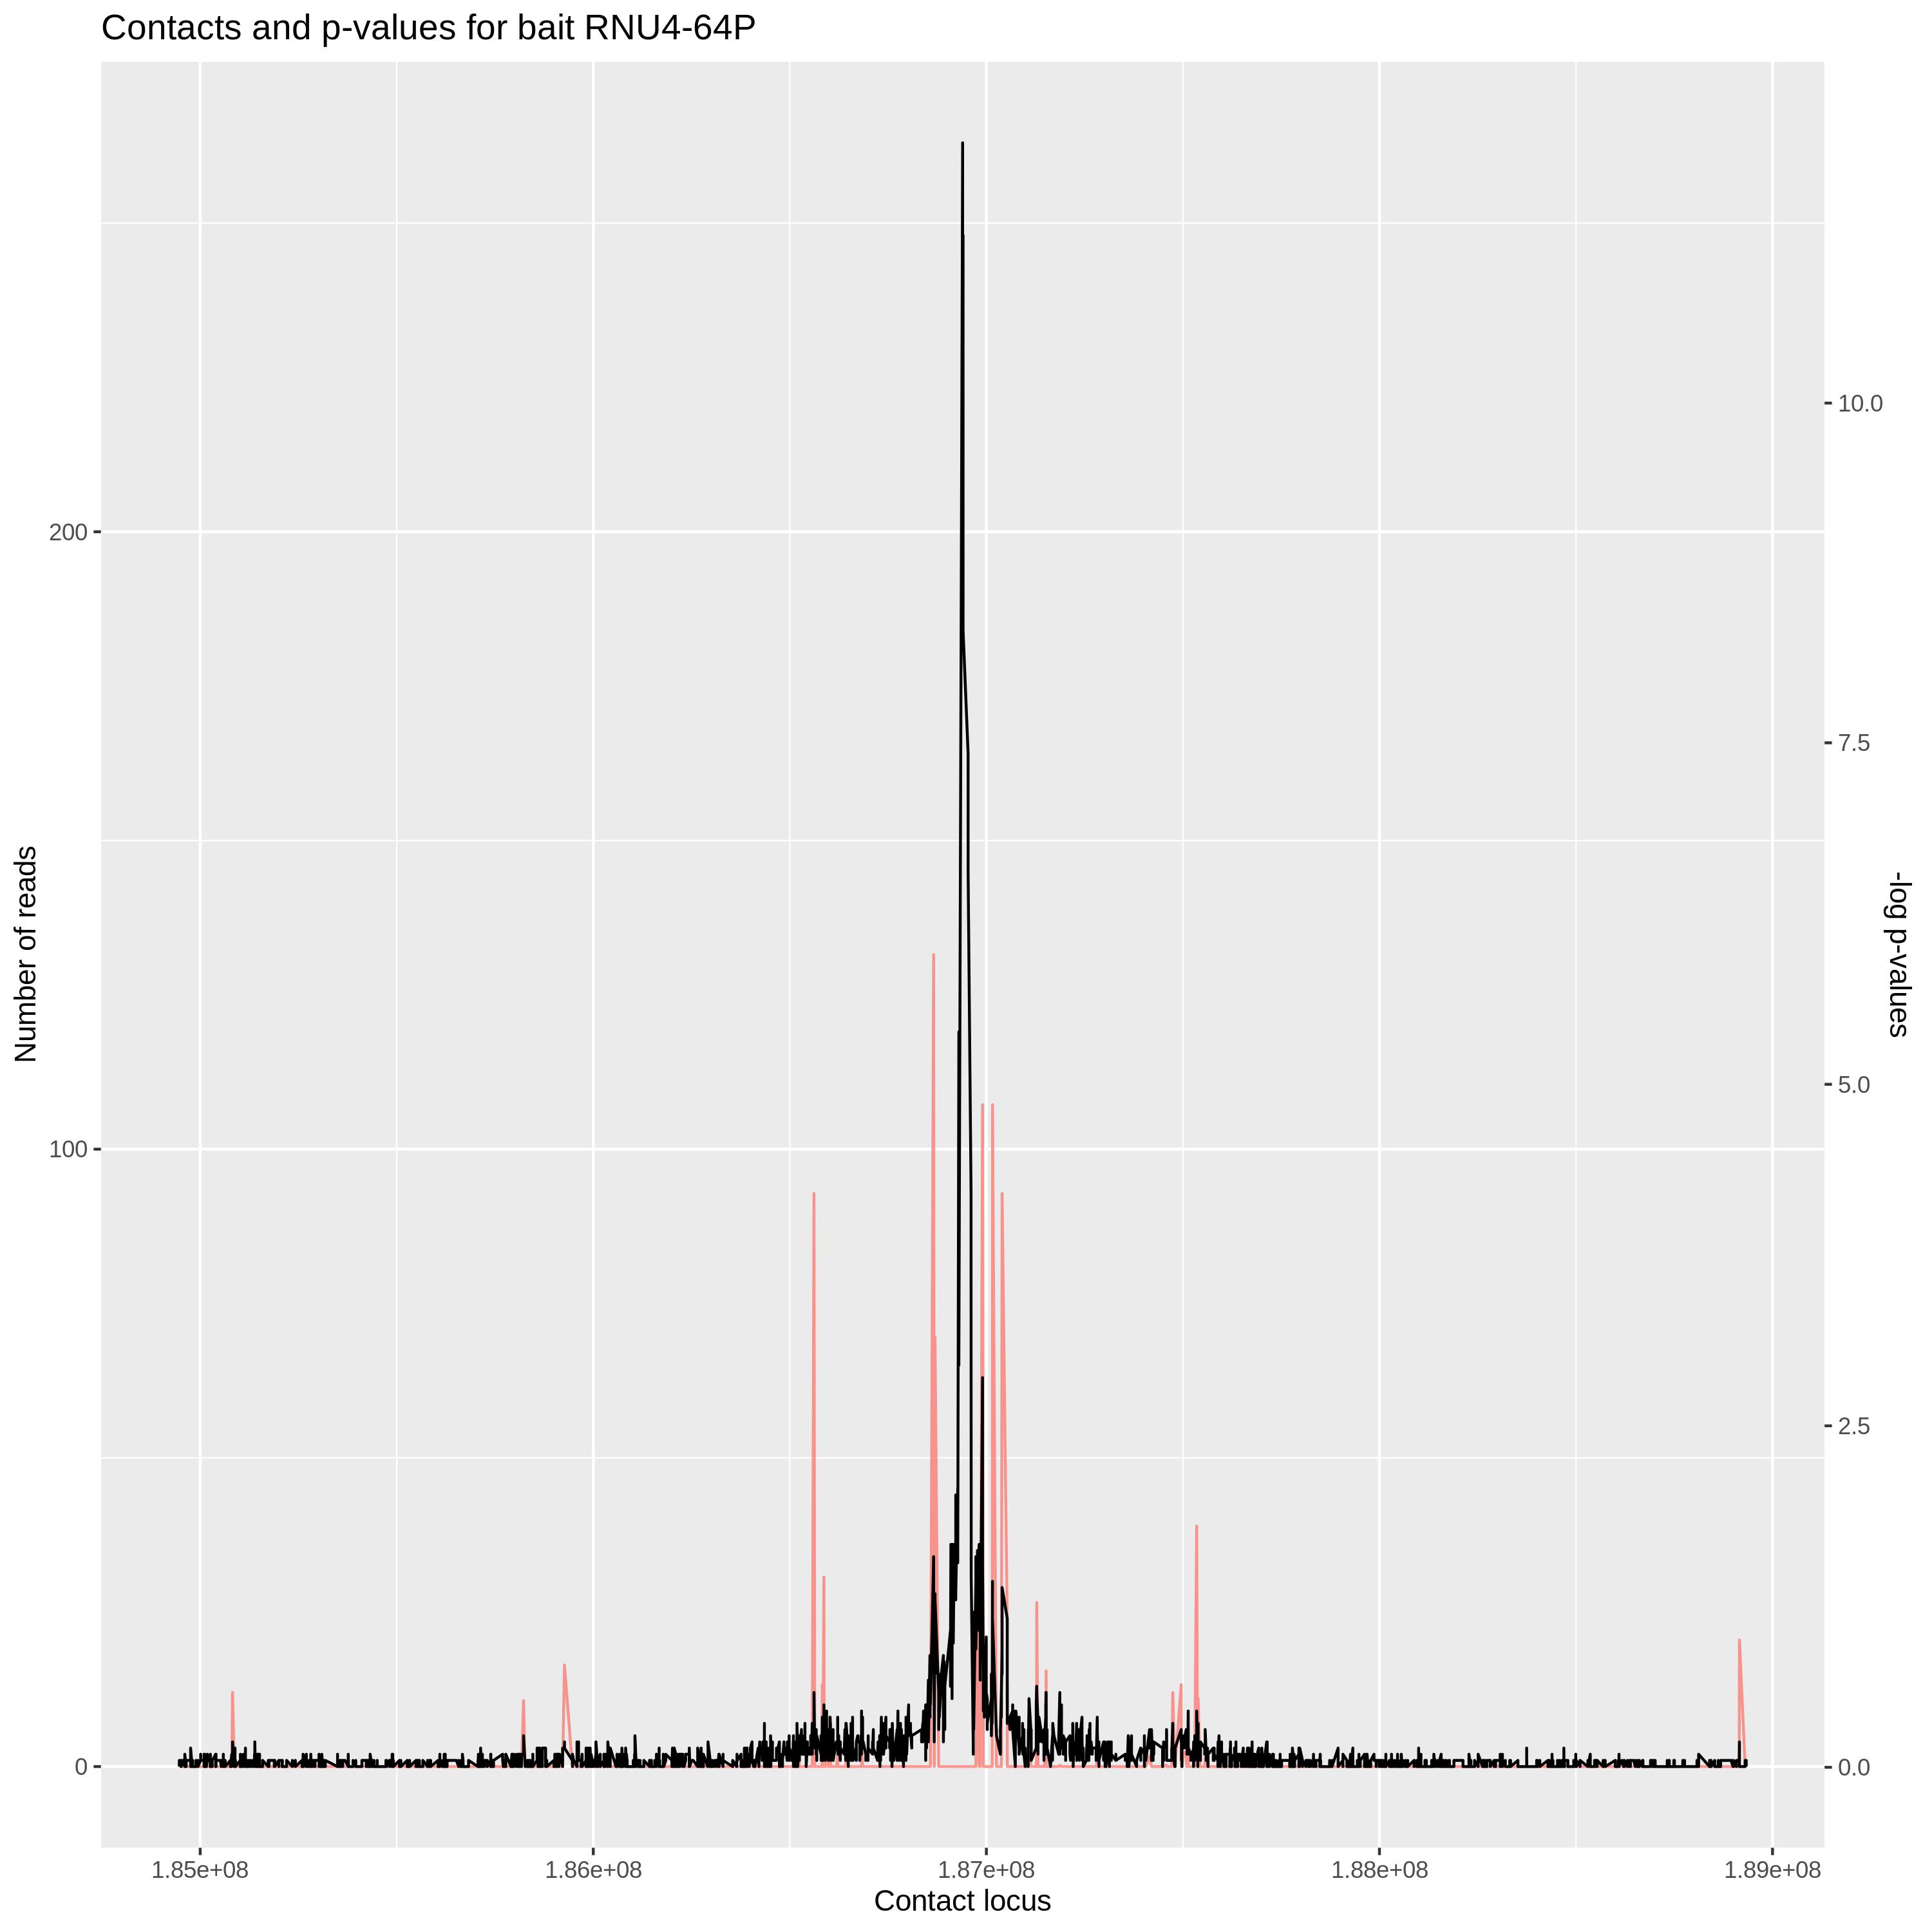 Contacts and p-values for bait RNU4-64P
Number of reads
200
100
0
10.0
7.5
5.0
2.5
0.0
-log p-values
1.85e+08
1.86e+08
1.87e+08
1.88e+08
1.89e+08
Contact locus